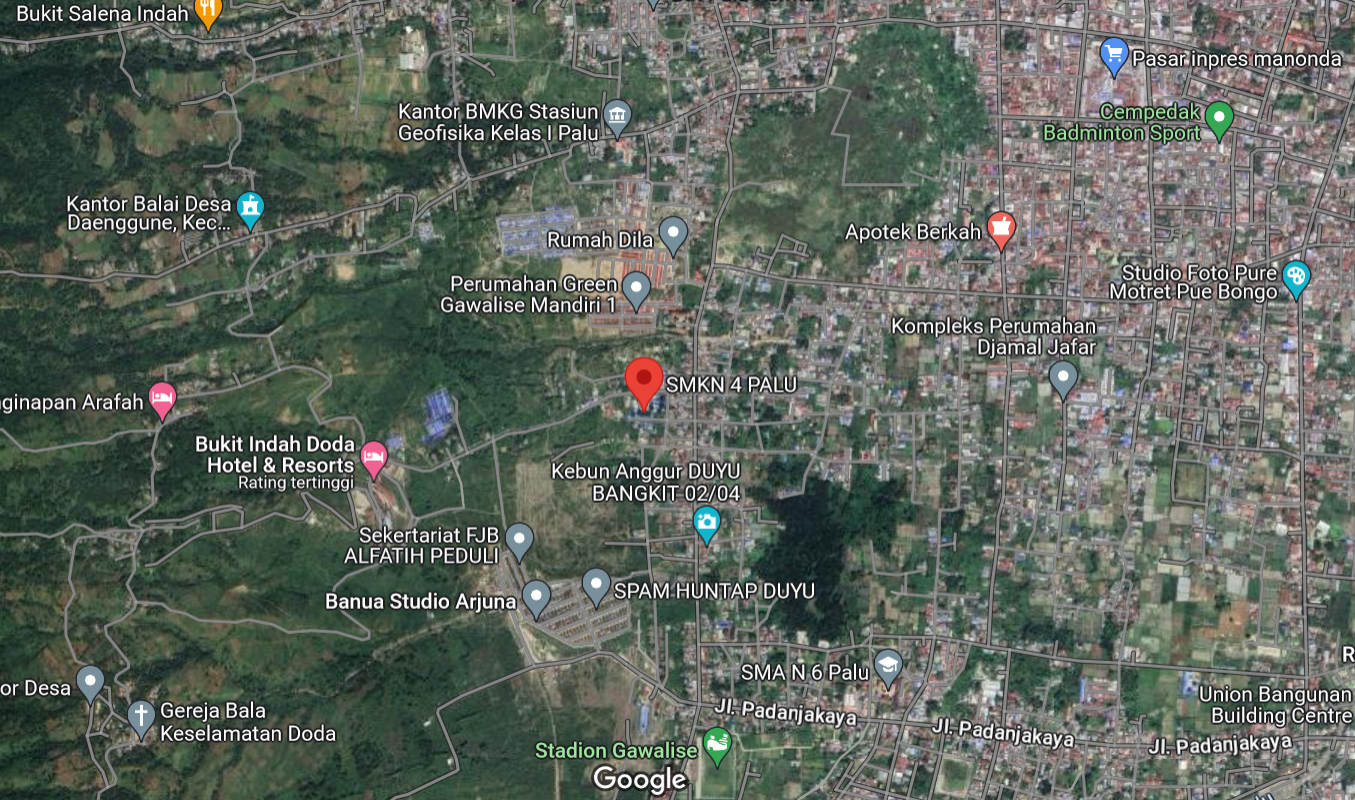 Bukit Salena Indah
Pasar inpres manonda
Kantor BMKG Stasiun
Geofisika Kelas I Palu
Cempedak
Badminton Sport
Kantor Balai Desa
Daenggune, Kec...
Rumah Dila
Apotek Berkah
Perumahan Green
Gawalise Mandiri 1
Studio Foto Pure
Motret Pue Bongo
Kompleks Perumahan
Djamal Jafar
SMKN 4 PALU
ginapan Arafah
Bukit Indah Doda
Hotel & Resorts
Rating tertinggi
Kebun Anggur DUYU
BANGKIT 02/04
Sekertariat FJB
ALFATIH PEDULI
SPAM HUNTAP DUYU
Banua Studio Arjuna
SMA N 6 Palu
or Desa
Union Bangunan
Building Centre
Gereja Bala
Keselamatan Doda
Jl. Padanjakaya
Jl. Padanjakaya
Jl. Padanjakaya
Stadion Gawalise
Google